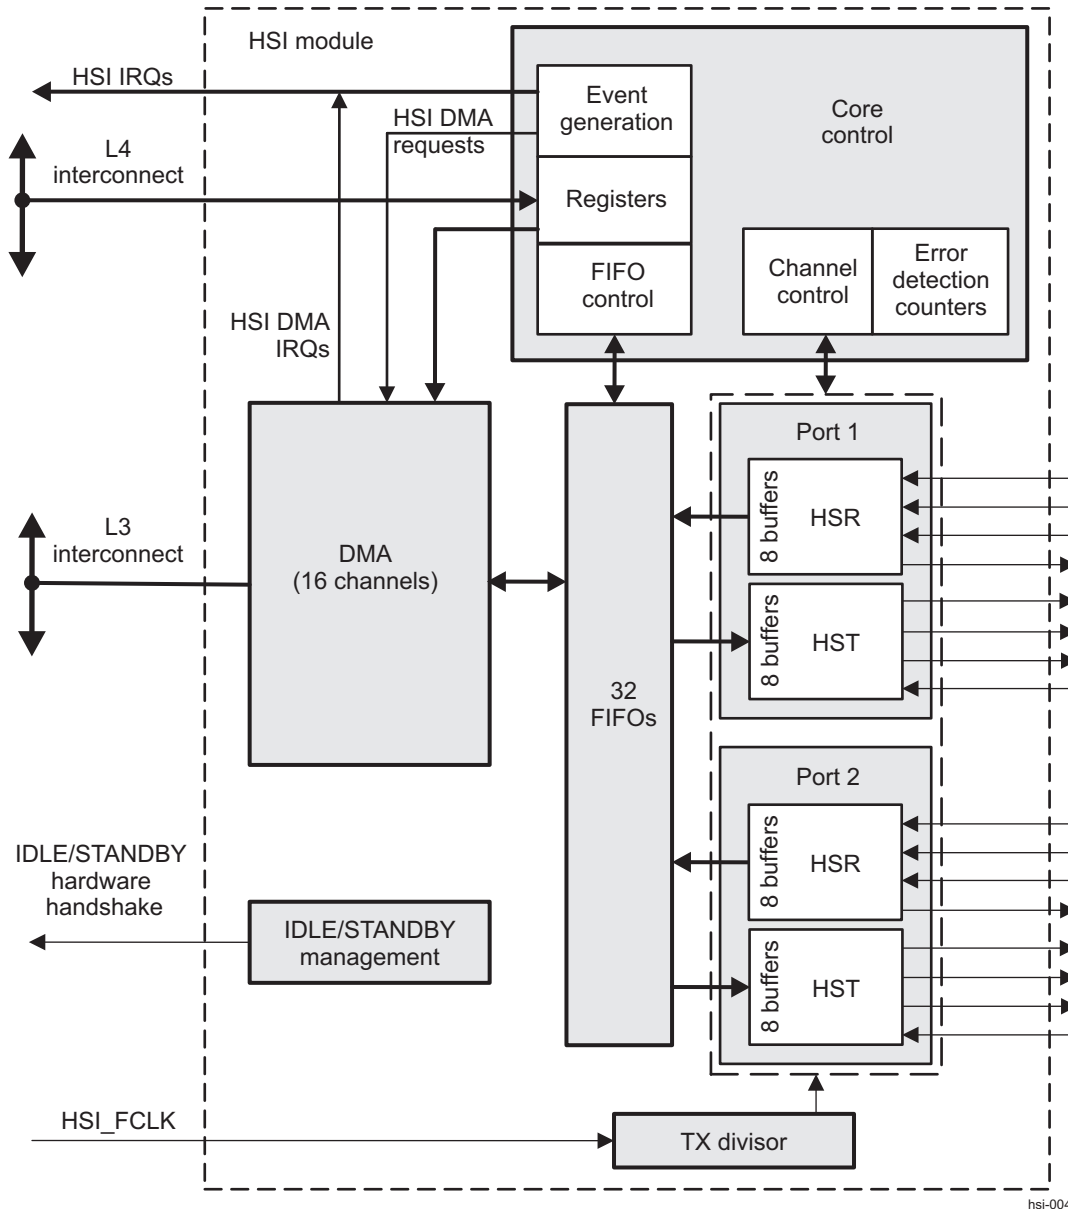 HSI module
HSI IRQs
Event
generation
Core
control
HSI DMA
requests
L4
interconnect
Registers
FIFO
control
Channel
control
Error
detection
counters
HSI DMA
IRQs
Port 1
8 buffers
HSR
L3
interconnect
DMA
(16 channels)
8 buffers
HST
32
FIFOs
Port 2
8 buffers
HSR
IDLE/STANDBY
hardware
handshake
IDLE/STANDBY
management
8 buffers
HST
HSI_FCLK
TX divisor
hsi-004